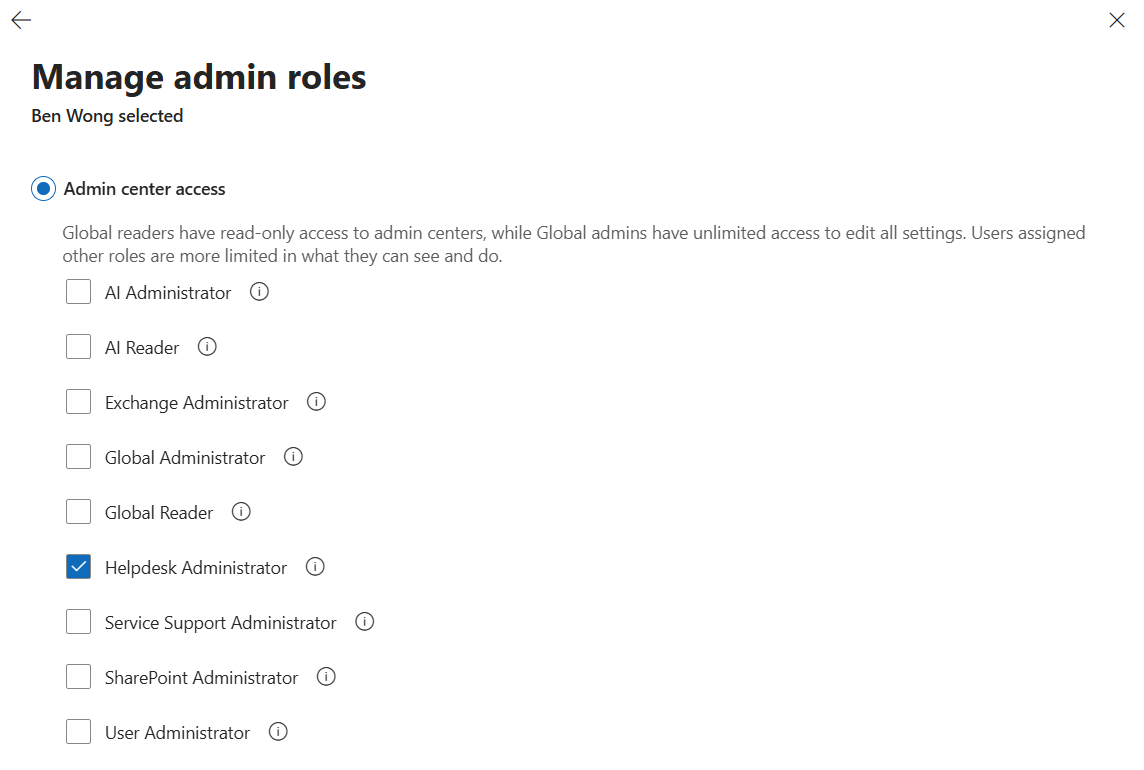 Manage admin roles
Ben Wong selected
Admin center access
Global readers have read-only access to admin centers, while Global admins have unlimited access to edit all settings. Users assigned
other roles are more limited in what they can see and do.
AI Administrator
AI Reader
Exchange Administrator
Global Administrator
Global Reader
Helpdesk Administrator
Service Support Administrator
SharePoint Administrator
User Administrator